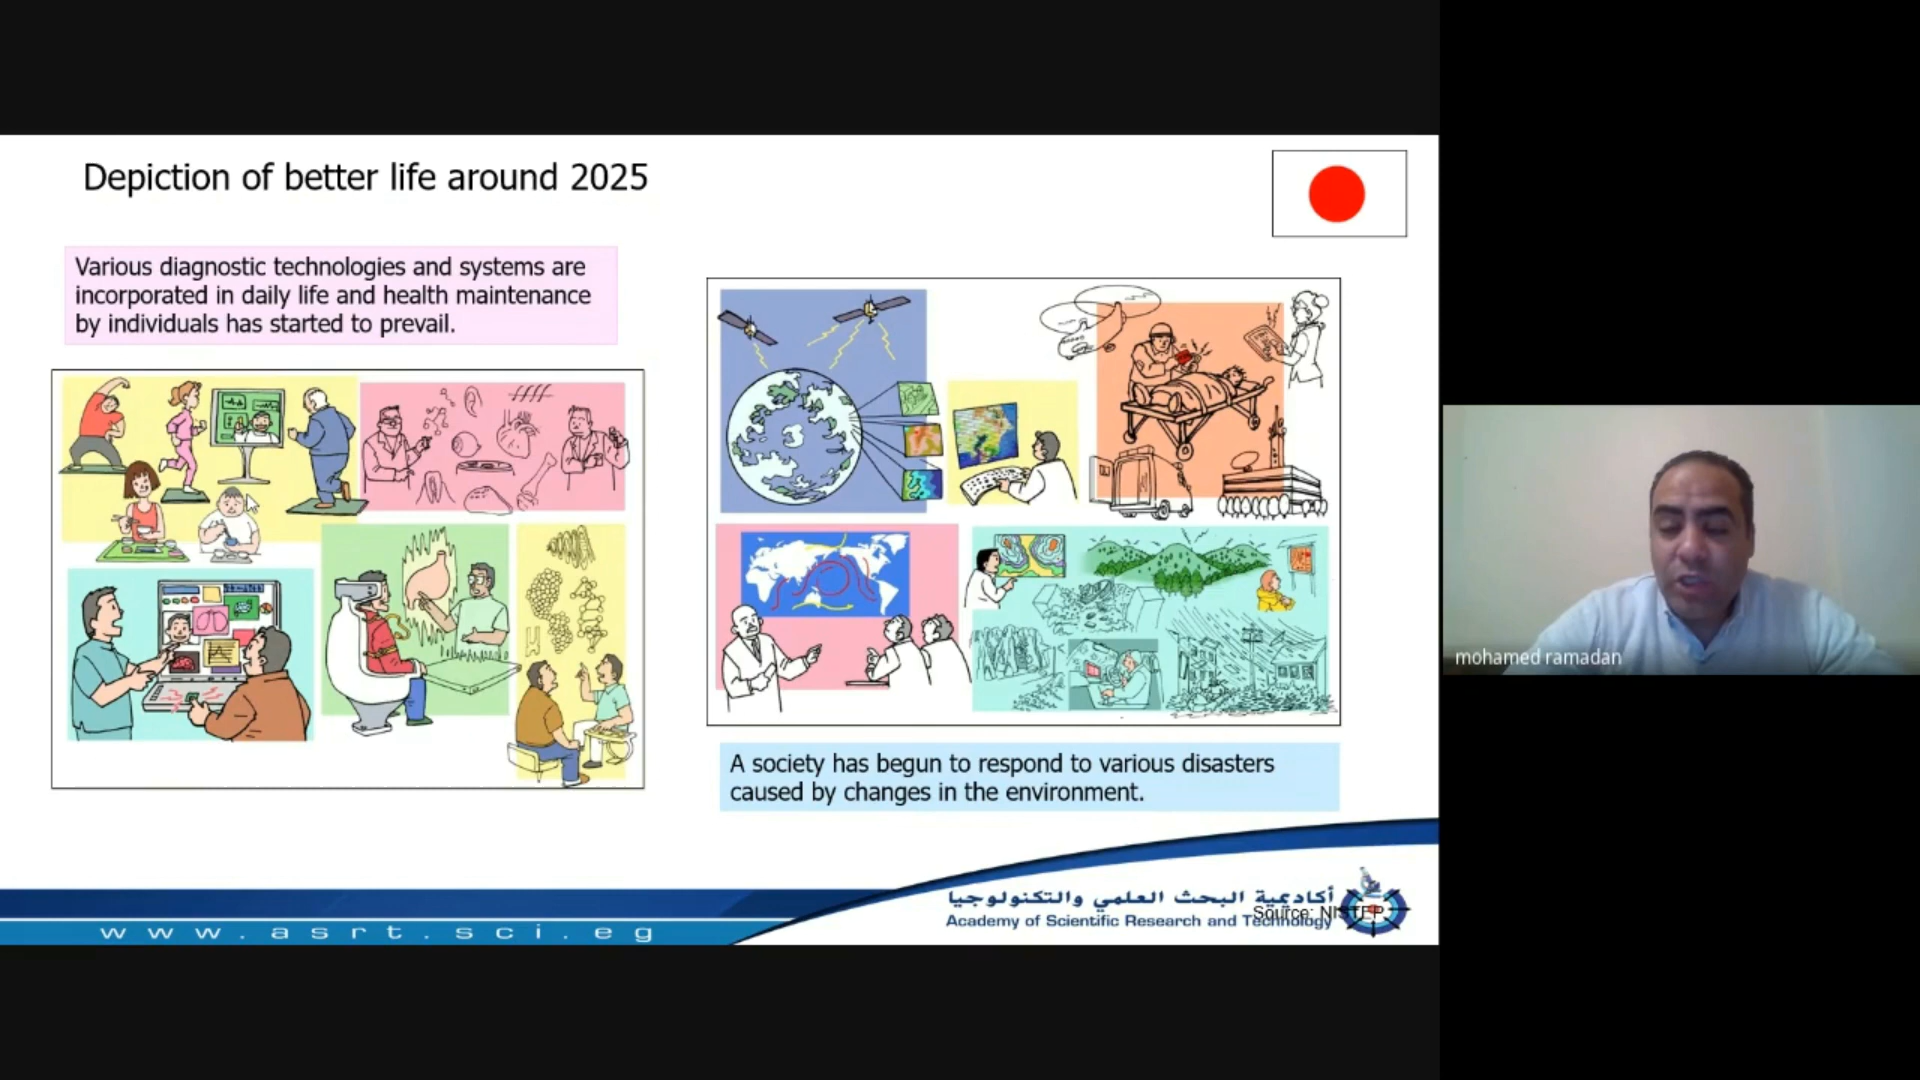 Depiction of better life around 2025
Various diagnostic technologies and systems are
incorporated in daily life and health maintenance
by individuals has started to prevail.
A society has begun to respond to various disasters
caused by changes in the environment.
أكاديمية البحث العلمي والتكنولوجيا
Academy of Scientific Research and Technology
Source: NISTEP
www.asrt.sci.eg
mohamed ramadan